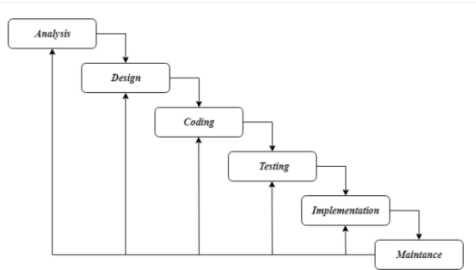 Analysis
Design
Coding
Testing
Implementation
Maintance